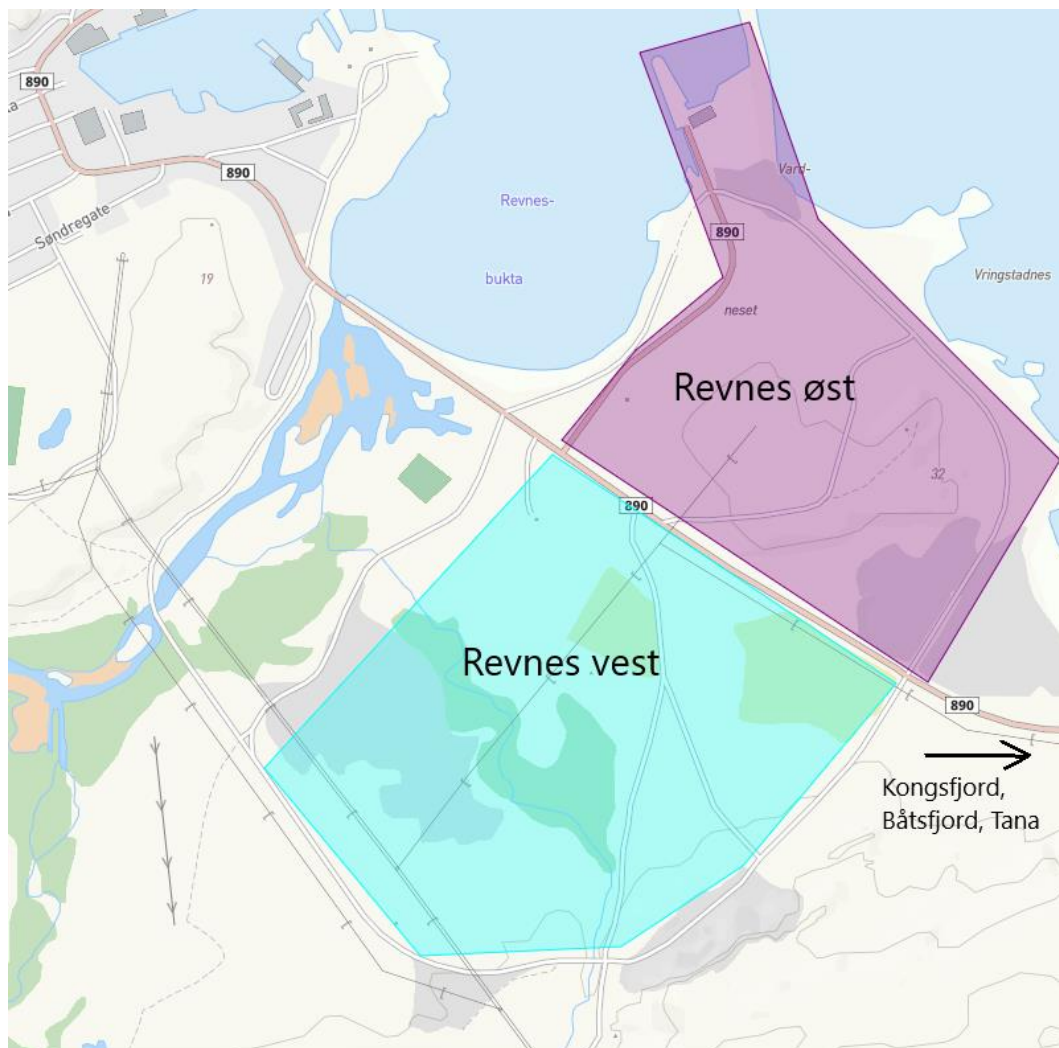 890
890
ka
Søndregate
19
Revnes-
bukta
890
Vard-
neset
Vringstadnes
Revnes øst
32
890
Revnes vest
890
Kongsfjord,
Båtsfjord, Tana